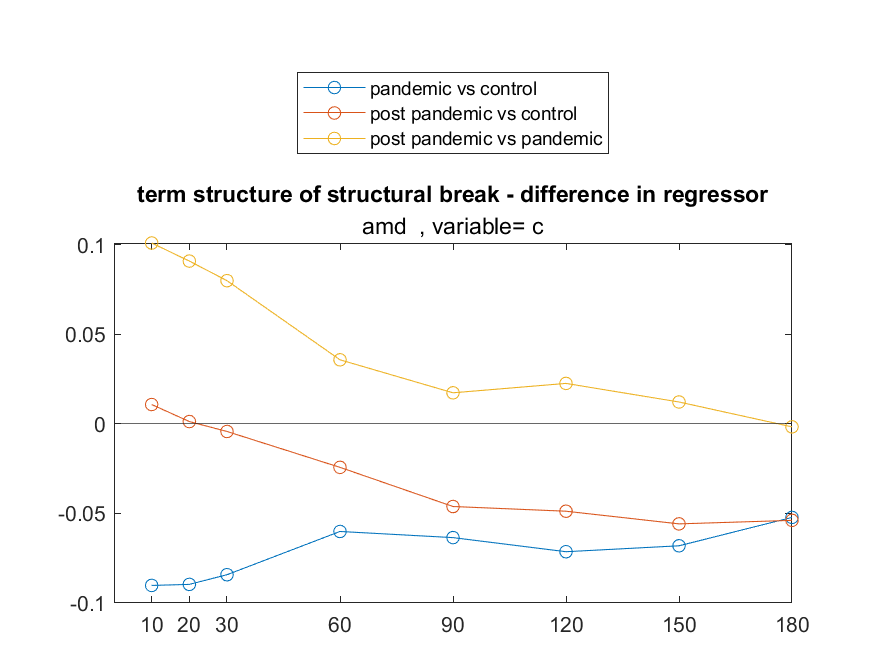 pandemic vs control
post pandemic vs control
post pandemic vs pandemic
term structure of structural break - difference in regressor
amd , variable= c
0.1
0.05
0
-0.05
-0.1
10 20 30 60 90 120 150 180